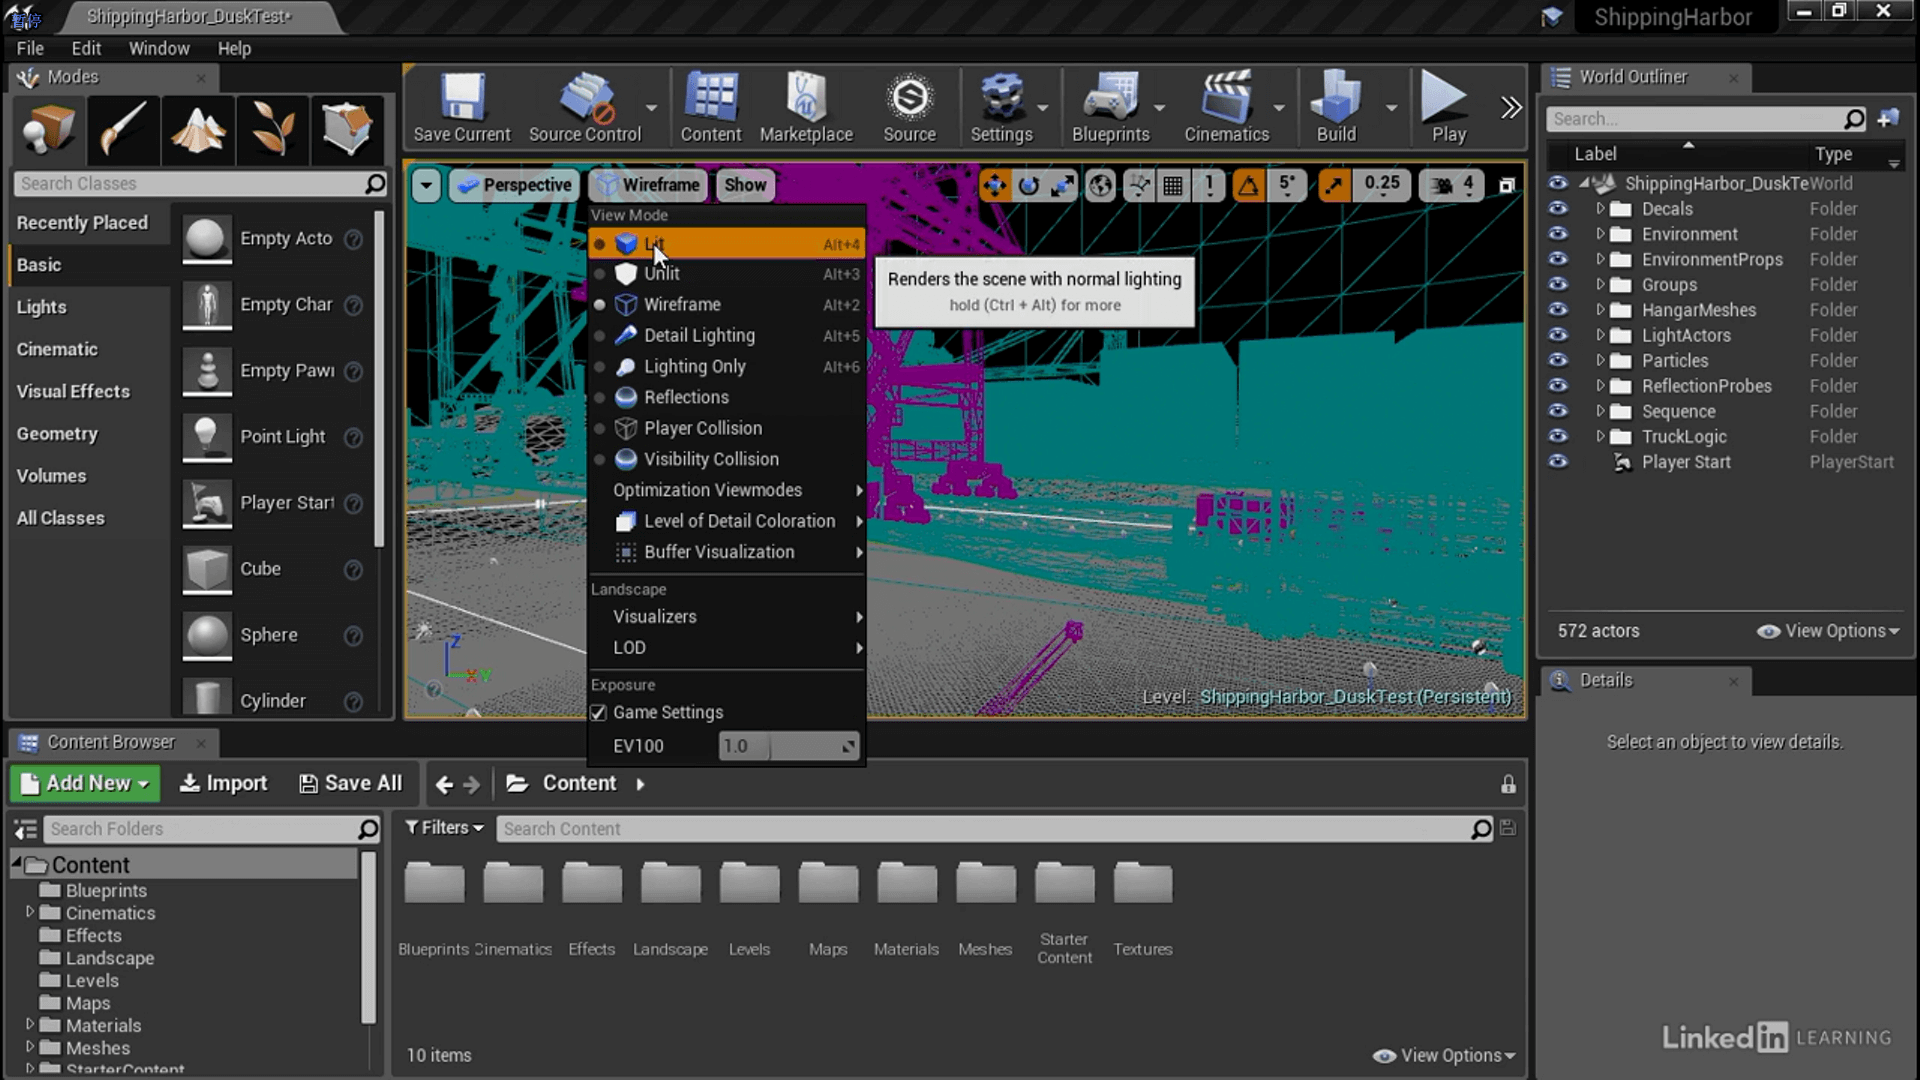 暂停
ShippingHarbor_DuskTest•
ShippingHarbor
File Edit Window Help
Modes
Search Classes
Recently Placed
Basic
Lights
Cinematic
Visual Effects
Geometry
Volumes
All Classes
Empty Acto
Empty Char
Empty Pawn
Point Light
Player Start
Cube
Sphere
Cylinder
Save Current Source Control Content Marketplace Source Settings Blueprints Cinematics Build Play
Perspective Wireframe Show 1 5° 0.25 4
View Mode
Lit Alt+4
Unlit Alt+3
Wireframe Alt+2
Detail Lighting Alt+5
Lighting Only Alt+6
Reflections
Player Collision
Visibility Collision
Optimization Viewmodes
Level of Detail Coloration
Buffer Visualization
Landscape
Visualizers
LOD
Exposure
Game Settings
EV100 1.0
Renders the scene with normal lighting
hold (Ctrl + Alt) for more
Z
X Y
Level: ShippingHarbor_DuskTest (Persistent)
World Outliner
Search...
Label Type
ShippingHarbor_DuskTe World
Decals Folder
Environment Folder
EnvironmentProps Folder
Groups Folder
HangarMeshes Folder
LightActors Folder
Particles Folder
ReflectionProbes Folder
Sequence Folder
TruckLogic Folder
Player Start PlayerStart
572 actors View Options
Details
Select an object to view details.
Content Browser
Add New Import Save All Content
Search Folders
Content
Blueprints
Cinematics
Effects
Landscape
Levels
Maps
Materials
Meshes
StarterContent
Filters Search Content
Blueprints Cinematics Effects Landscape Levels Maps Materials Meshes Starter Content Textures
10 items View Options
Linked in LEARNING